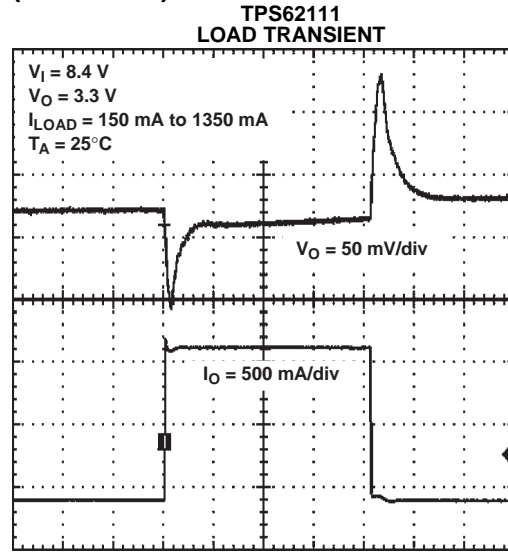 TPS62111
LOAD TRANSIENT
V_I = 8.4 V
V_O = 3.3 V
I_LOAD = 150 mA to 1350 mA
T_A = 25°C
V_O = 50 mV/div
I_O = 500 mA/div